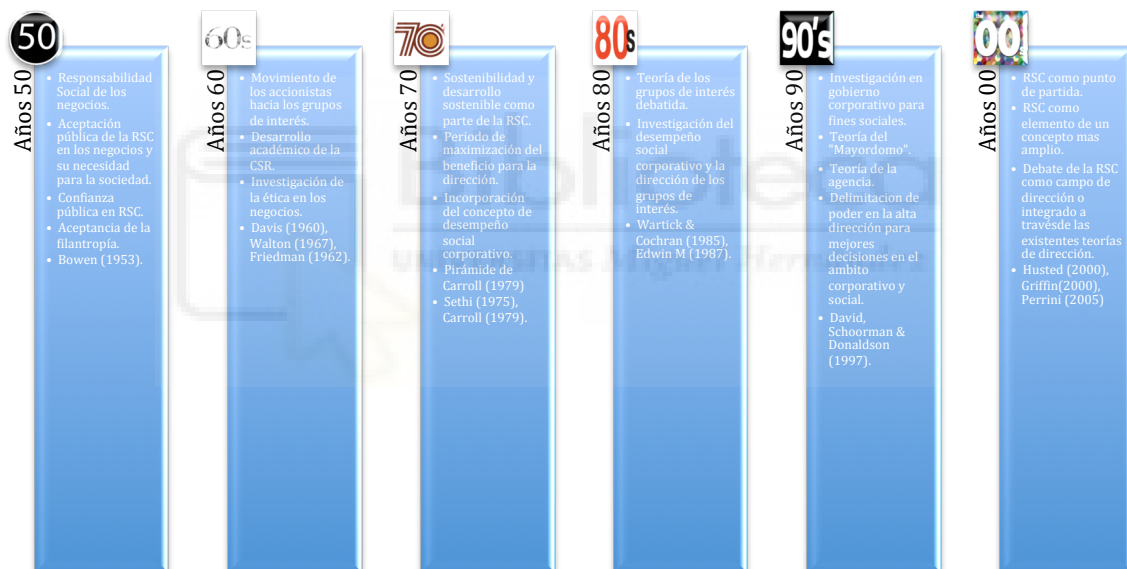 50
Años 50
• Responsabilidad
Social de los
negocios.
• Aceptación
pública de la RSC
en los negocios y
su necesidad
para la sociedad.
• Confianza
pública en RSC.
• Aceptancia de la
filantropía.
• Bowen (1953).
60s
Años 60
• Movimiento de
los accionistas
hacia los grupos
de interés.
• Desarrollo
académico de la
CSR.
• Investigación de
la ética en los
negocios.
• Davis (1960),
Walton (1967),
Friedman (1962).
70
Años 70
• Sostenibilidad y
desarrollo
sostenible como
parte de la RSC.
• Periodo de
maximización del
beneficio para la
dirección.
• Incorporación
del concepto de
desempeño
social
corporativo.
• Pirámide de
Carroll (1979)
• Sethi (1975),
Carroll (1979).
80s
Años 80
• Teoría de los
grupos de interés
debatida.
• Investigación del
desempeño
social
corporativo y la
dirección de los
grupos de
interés.
• Wartick &
Cochran (1985),
Edwin M (1987).
90's
Años 90
• Investigación en
gobierno
corporativo para
fines sociales.
• Teoría del
"Mayordomo".
• Teoría de la
agencia.
• Delimitacion de
poder en la alta
dirección para
mejores
decisiones en el
ambito
corporativo y
social.
• David,
Schoorman &
Donaldson
(1997).
the
00
Años 00
• RSC como punto
de partida.
• RSC como
elemento de un
concepto mas
amplio.
• Debate de la RSC
como campo de
dirección o
integrado a
travésde las
existentes teorías
de dirección.
• Husted (2000),
Griffin(2000),
Perrini (2005)
Biblioteca
UNIVERSITAS Miguel Hernández